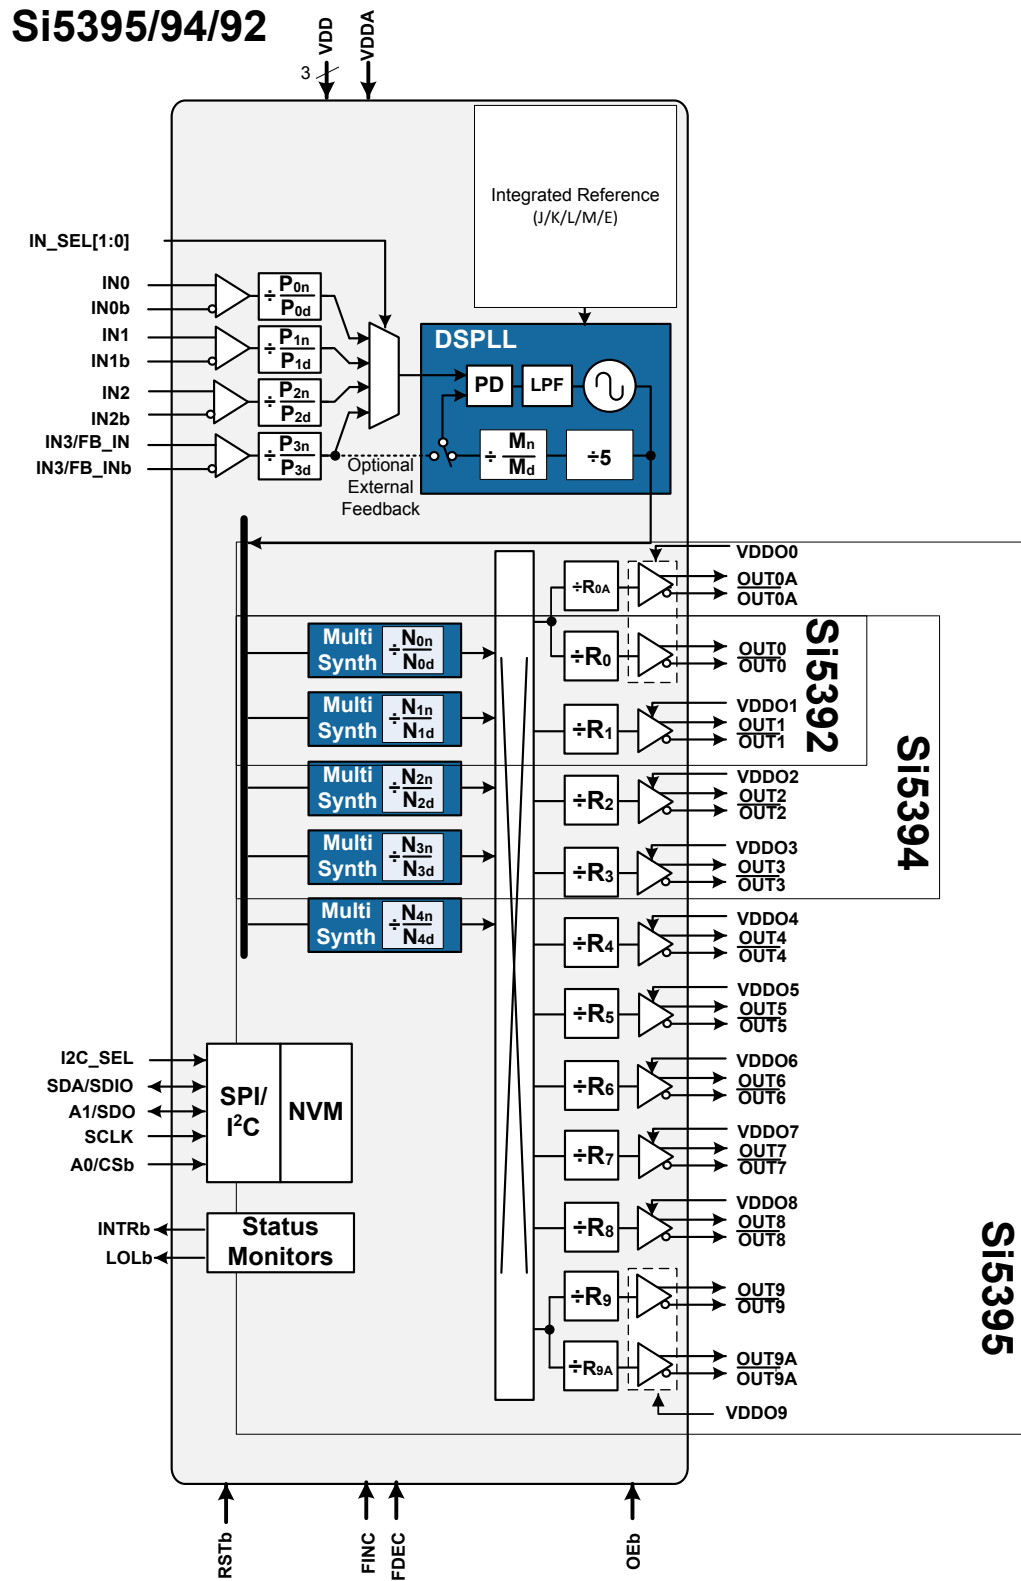 Si5395/94/92
VDD
VDDA
3
Integrated Reference
(J/K/L/M/E)
IN_SEL[1:0]
IN0
IN0b
÷ P0n
P0d
IN1
IN1b
÷ P1n
P1d
IN2
IN2b
÷ P2n
P2d
IN3/FB_IN
IN3/FB_INb
÷ P3n
P3d
DSPLL
PD
LPF
÷ Mn
Md
÷5
Optional
External
Feedback
Multi
Synth
÷ N0n
N0d
Multi
Synth
÷ N1n
N1d
Multi
Synth
÷ N2n
N2d
Multi
Synth
÷ N3n
N3d
Multi
Synth
÷ N4n
N4d
÷R0A
÷R0
÷R1
÷R2
÷R3
÷R4
÷R5
÷R6
÷R7
÷R8
÷R9
÷R9A
VDDO0
OUT0A
OUT0A
OUT0
OUT0
VDDO1
OUT1
OUT1
VDDO2
OUT2
OUT2
VDDO3
OUT3
OUT3
VDDO4
OUT4
OUT4
VDDO5
OUT5
OUT5
VDDO6
OUT6
OUT6
VDDO7
OUT7
OUT7
VDDO8
OUT8
OUT8
OUT9
OUT9
OUT9A
OUT9A
VDDO9
Si5392
Si5394
Si5395
I2C_SEL
SDA/SDIO
A1/SDO
SCLK
A0/CSb
SPI/
I²C
NVM
INTRb
LOLb
Status
Monitors
RSTb
FINC
FDEC
OEb